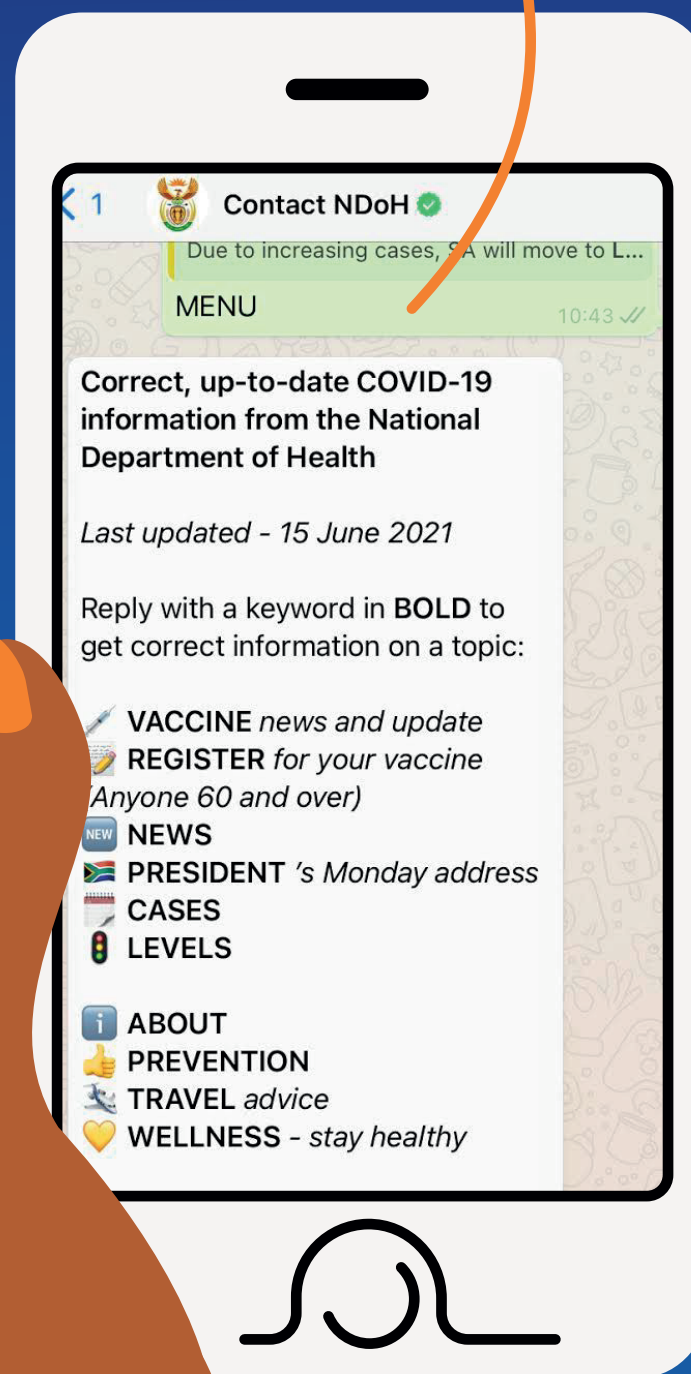 1
Contact NDoH
Due to increasing cases, SA will move to L...
MENU
10:43
Correct, up-to-date COVID-19
information from the National
Department of Health
Last updated - 15 June 2021
Reply with a keyword in BOLD to
get correct information on a topic:
VACCINE news and update
REGISTER for your vaccine
(Anyone 60 and over)
NEW NEWS
PRESIDENT 's Monday address
CASES
LEVELS
i ABOUT
PREVENTION
TRAVEL advice
WELLNESS - stay healthy